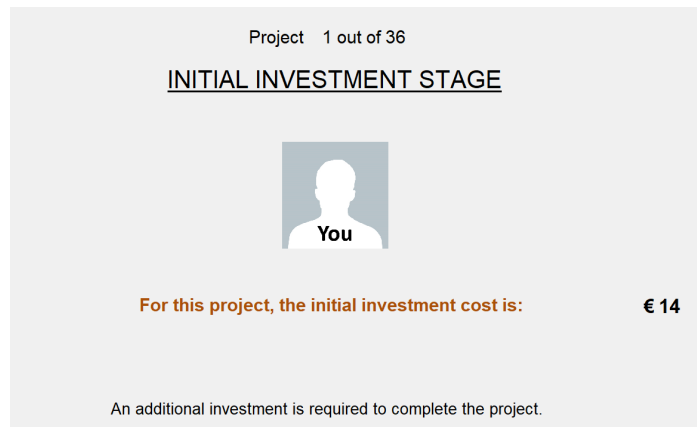 Project 1 out of 36
INITIAL INVESTMENT STAGE
You
For this project, the initial investment cost is: € 14
An additional investment is required to complete the project.